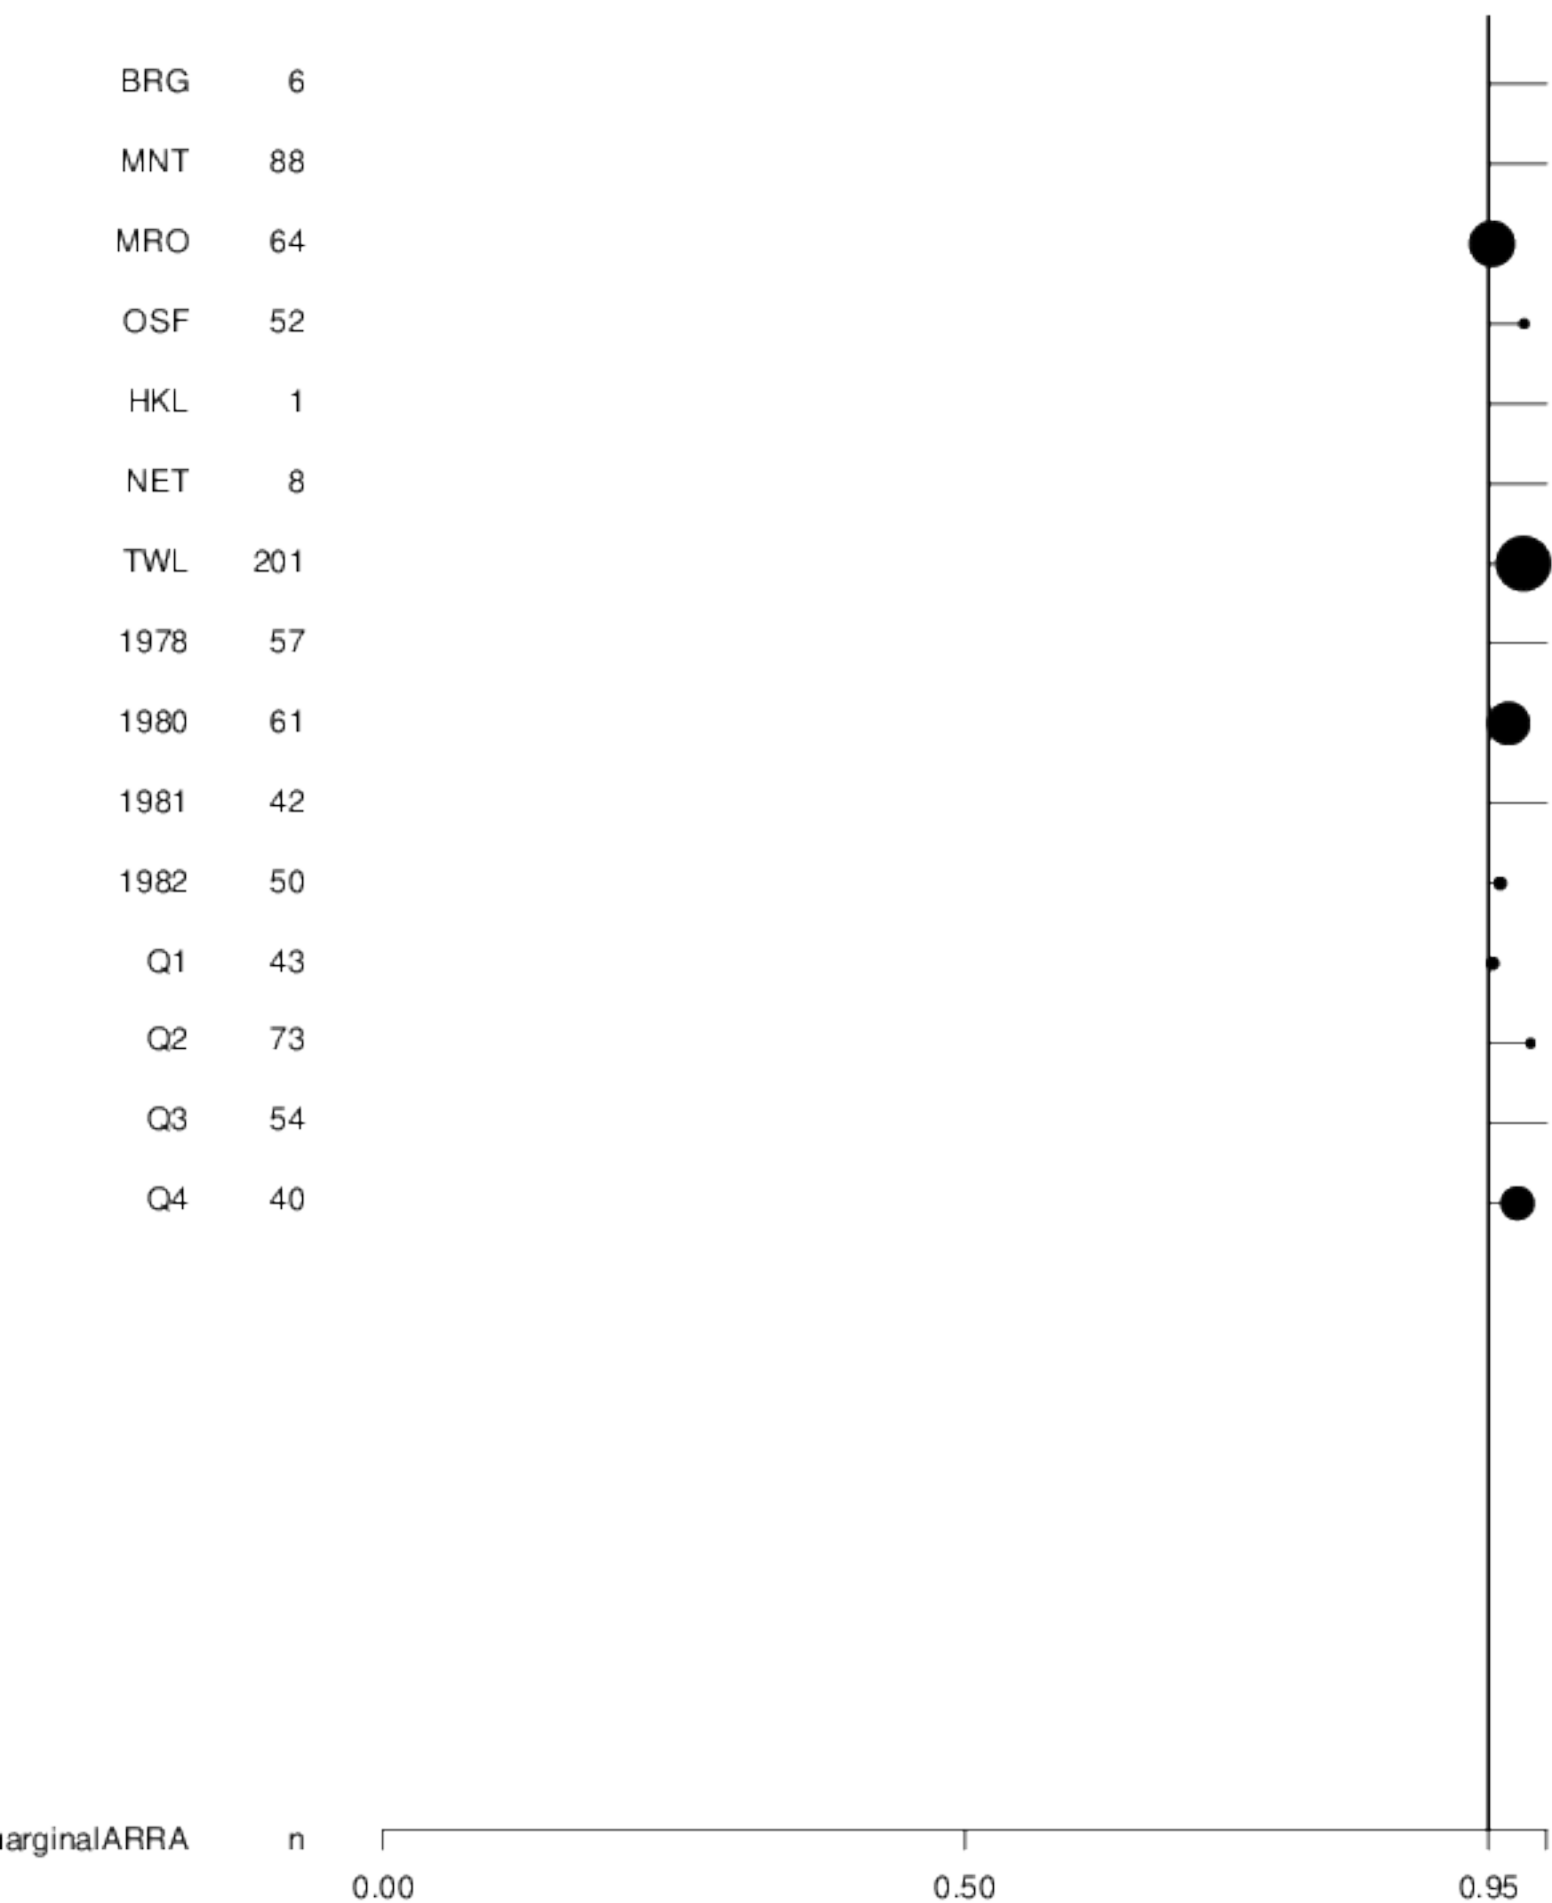 BRG 6
MNT 88
MRO 64
OSF 52
HKL 1
NET 8
TWL 201
1978 57
1980 61
1981 42
1982 50
Q1 43
Q2 73
Q3 54
Q4 40
arginalARRA n
0.00 0.50 0.95